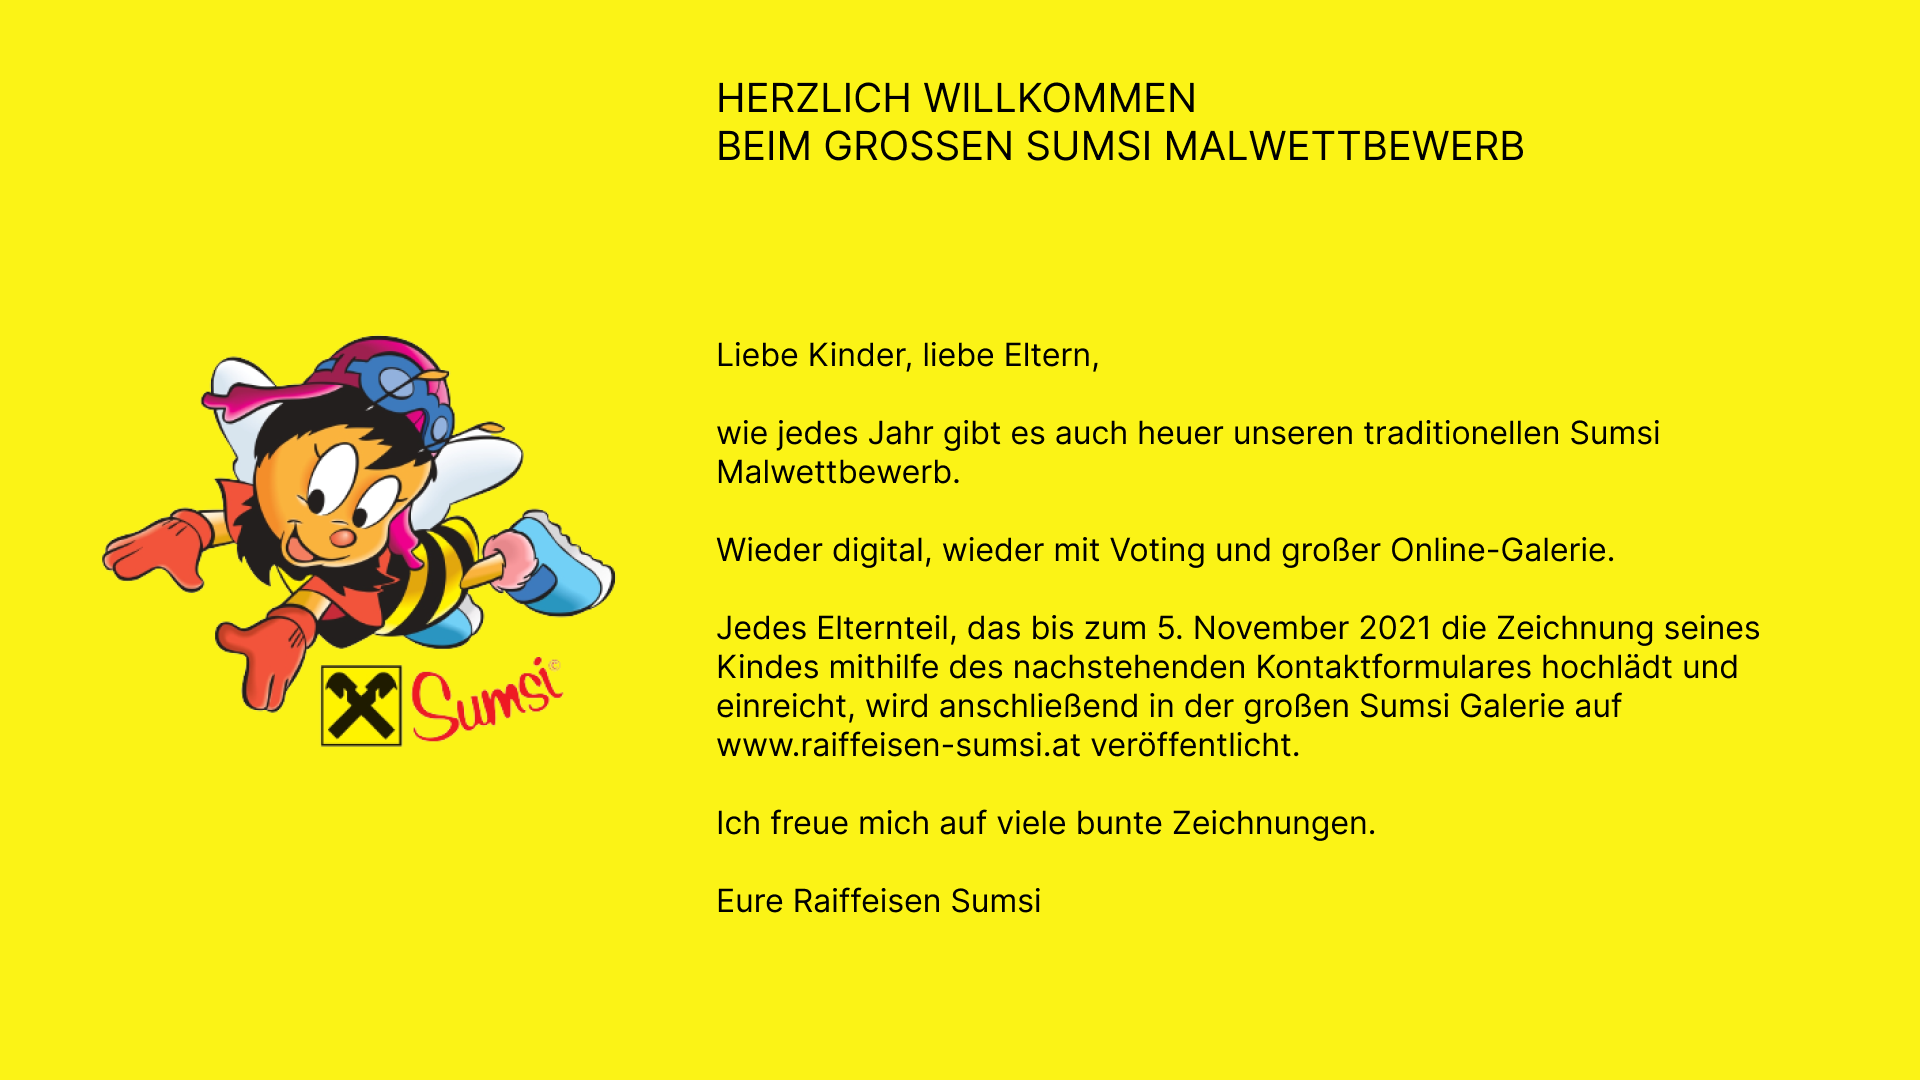 HERZLICH WILLKOMMEN
BEIM GROSSEN SUMSI MALWETTBEWERB
Liebe Kinder, liebe Eltern,
wie jedes Jahr gibt es auch heuer unseren traditionellen Sumsi
Malwettbewerb.
Wieder digital, wieder mit Voting und großer Online-Galerie.
Jedes Elternteil, das bis zum 5. November 2021 die Zeichnung seines
Kindes mithilfe des nachstehenden Kontaktformulares hochlädt und
einreicht, wird anschließend in der großen Sumsi Galerie auf
www.raiffeisen-sumsi.at veröffentlicht.
Ich freue mich auf viele bunte Zeichnungen.
Eure Raiffeisen Sumsi
Sumsi©